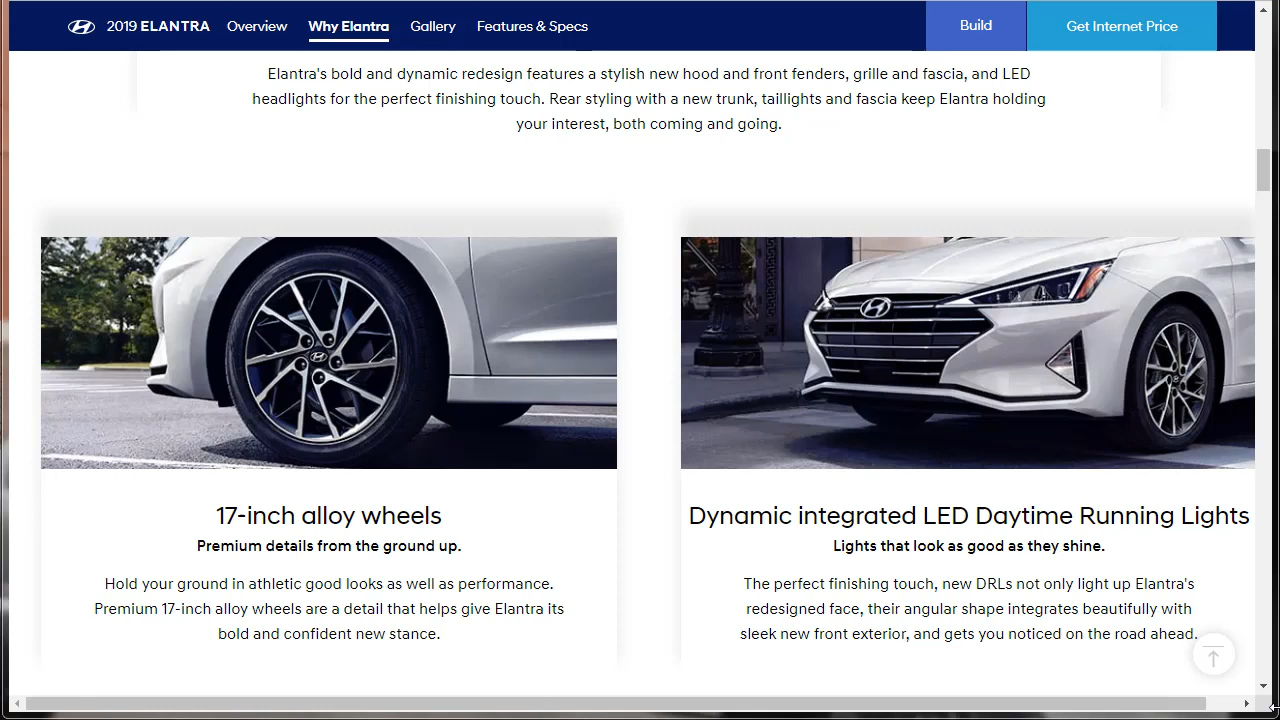 2019 ELANTRA Overview Why Elantra Gallery Features & Specs Build Get Internet Price
Elantra's bold and dynamic redesign features a stylish new hood and front fenders, grille and fascia, and LED
headlights for the perfect finishing touch. Rear styling with a new trunk, taillights and fascia keep Elantra holding
your interest, both coming and going.
17-inch alloy wheels
Premium details from the ground up.
Hold your ground in athletic good looks as well as performance.
Premium 17-inch alloy wheels are a detail that helps give Elantra its
bold and confident new stance.
Dynamic integrated LED Daytime Running Lights
Lights that look as good as they shine.
The perfect finishing touch, new DRLs not only light up Elantra's
redesigned face, their angular shape integrates beautifully with
sleek new front exterior, and gets you noticed on the road ahead.